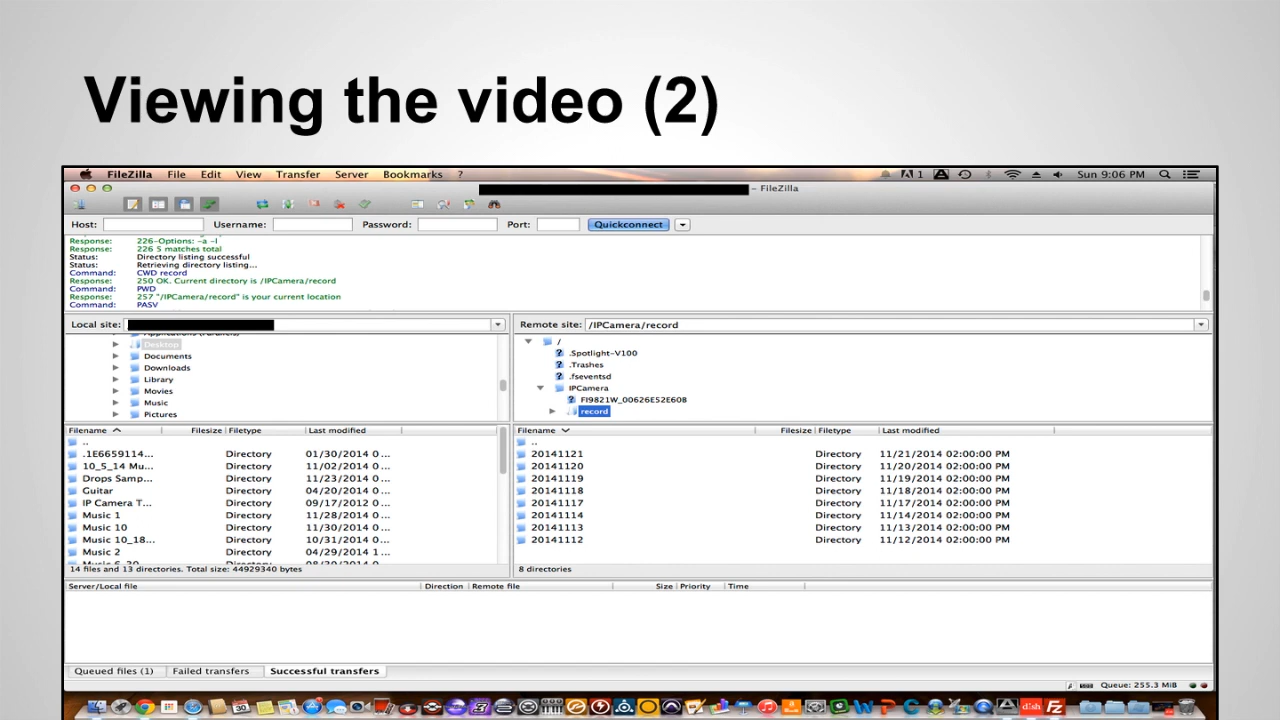 Viewing the video (2)
FileZilla File Edit View Transfer Server Bookmarks ? 1 Sun 9:06 PM
- FileZilla
Host: Username: Password: Port: Quickconnect
Response: 226-Options: -a -l
Response: 226 5 matches total
Status: Directory listing successful
Status: Retrieving directory listing...
Command: CWD record
Response: 250 OK. Current directory is /IPCamera/record
Command: PWD
Response: 257 "/IPCamera/record" is your current location
Command: PASV
Local site: Remote site: /IPCamera/record
Applications (Parallels)
Desktop
Documents
Downloads
Library
Movies
Music
Pictures
/
.Spotlight-V100
.Trashes
.fseventsd
IPCamera
FI9821W_00626E52E60B
record
Filename Filesize Filetype Last modified
..
.1E6659114... Directory 01/30/2014 0...
10_5_14 Mu... Directory 11/02/2014 0...
Drops Samp... Directory 11/23/2014 0...
Guitar Directory 04/20/2014 0...
IP Camera T... Directory 09/17/2012 0...
Music 1 Directory 11/28/2014 0...
Music 10 Directory 11/30/2014 0...
Music 10_18... Directory 10/31/2014 0...
Music 2 Directory 04/29/2014 1...
14 files and 13 directories. Total size: 44929340 bytes
Filename Filesize Filetype Last modified
..
20141121 Directory 11/21/2014 02:00:00 PM
20141120 Directory 11/20/2014 02:00:00 PM
20141119 Directory 11/19/2014 02:00:00 PM
20141118 Directory 11/18/2014 02:00:00 PM
20141117 Directory 11/17/2014 02:00:00 PM
20141114 Directory 11/14/2014 02:00:00 PM
20141113 Directory 11/13/2014 02:00:00 PM
20141112 Directory 11/12/2014 02:00:00 PM
8 directories
Server/Local file Direction Remote file Size Priority Time
Queued files (1) Failed transfers Successful transfers
Queue: 255.3 MiB
30 dish Fz